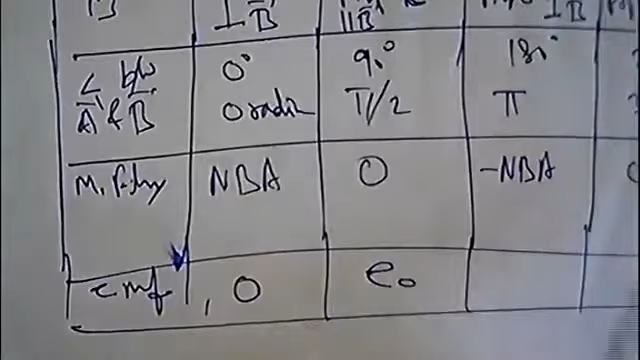 ⊥ B
|| B
⊥ B
∠ b/w A & B 0° 90° 180°
0 radian π/2 π
M. Flux NBA 0 -NBA
emf 0 e₀